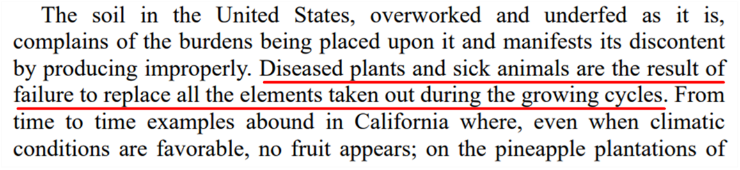 The soil in the United States, overworked and underfed as it is,
complains of the burdens being placed upon it and manifests its discontent
by producing improperly. Diseased plants and sick animals are the result of
failure to replace all the elements taken out during the growing cycles. From
time to time examples abound in California where, even when climatic
conditions are favorable, no fruit appears; on the pineapple plantations of